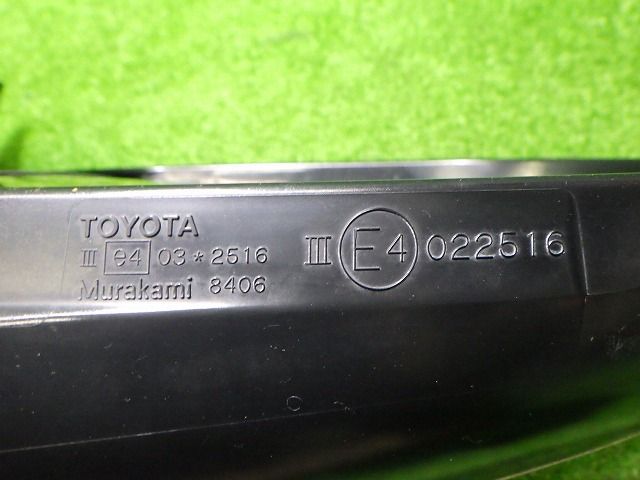 TOYOTA
III e4 03*2516
Murakami 8406
III E4 022516